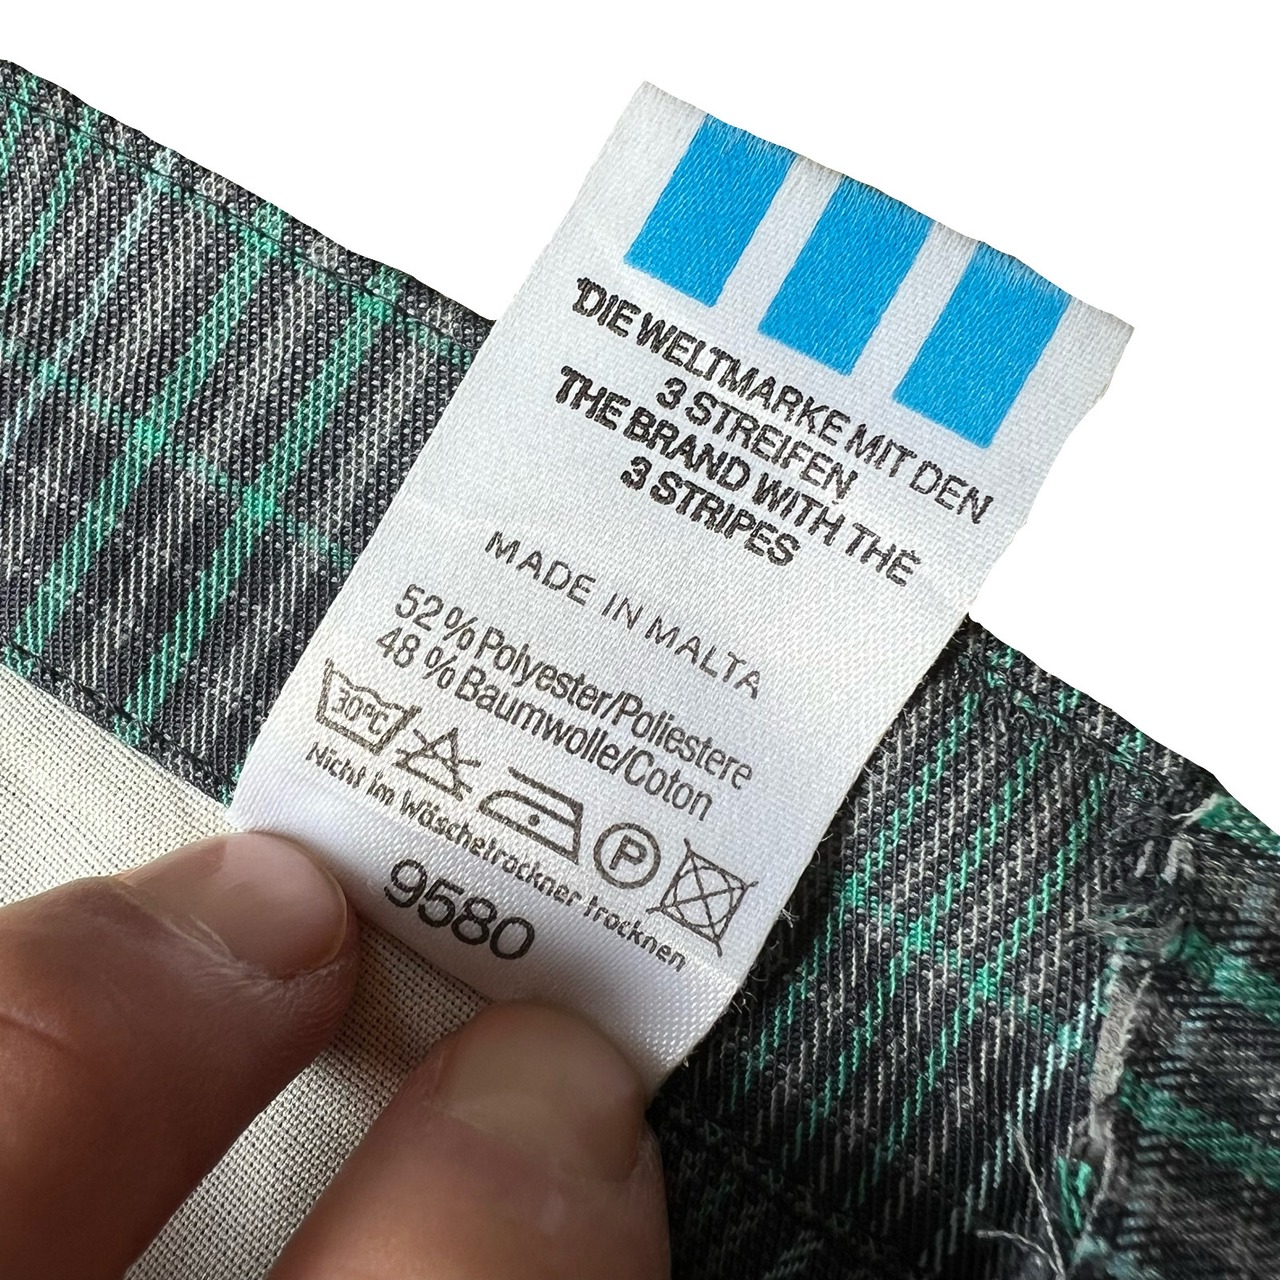 DIE WELTMARKE MIT DEN
3 STREIFEN
THE BRAND WITH THE
3 STRIPES
MADE IN MALTA
52 % Polyester/Poliestere
48 % Baumwolle/Coton
30°C
P
Nicht im Wäschetrockner trocknen
9580